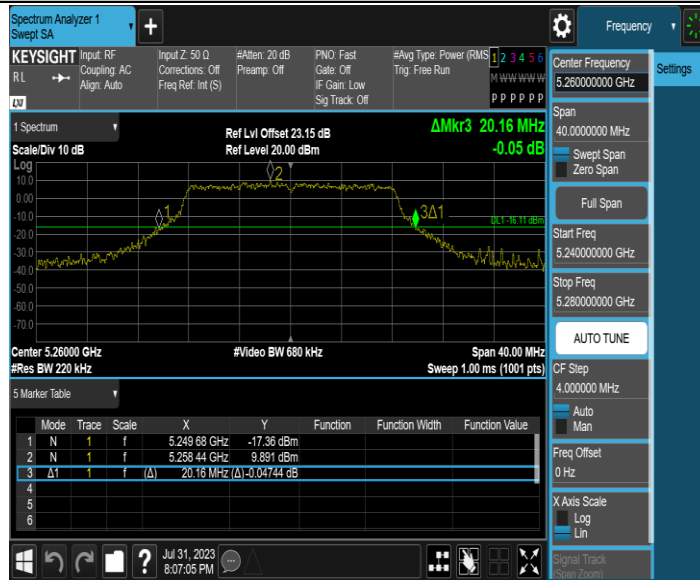 Spectrum Analyzer 1
Swept SA
+
Frequency
KEYSIGHT
RL
LXI
Input: RF
Coupling: AC
Align: Auto
Input Z: 50 Ω
Corrections: Off
Freq Ref: Int (S)
#Atten: 20 dB
Preamp: Off
PNO: Fast
Gate: Off
IF Gain: Low
Sig Track: Off
#Avg Type: Power (RMS
Trig: Free Run
1 2 3 4 5 6
M W W W W W
P P P P P P
1 Spectrum
Scale/Div 10 dB
Ref Lvl Offset 23.15 dB
Ref Level 20.00 dBm
ΔMkr3 20.16 MHz
-0.05 dB
Log
10.0
0.00
-10.0
-20.0
-30.0
-40.0
-50.0
-60.0
-70.0
2
1
3Δ1
DL1 -16.11 dBm
Center 5.26000 GHz
#Video BW 680 kHz
Span 40.00 MHz
#Res BW 220 kHz
Sweep 1.00 ms (1001 pts)
5 Marker Table
Mode Trace Scale X Y Function Function Width Function Value
1 N 1 f 5.249 68 GHz -17.36 dBm
2 N 1 f 5.258 44 GHz 9.891 dBm
3 Δ1 1 f (Δ) 20.16 MHz (Δ) -0.04744 dB
4
5
6
?
Jul 31, 2023
8:07:05 PM
Center Frequency
5.260000000 GHz
Settings
Span
40.0000000 MHz
Swept Span
Zero Span
Full Span
Start Freq
5.240000000 GHz
Stop Freq
5.280000000 GHz
AUTO TUNE
CF Step
4.000000 MHz
Auto
Man
Freq Offset
0 Hz
X Axis Scale
Log
Lin
Signal Track
(Span Zoom)